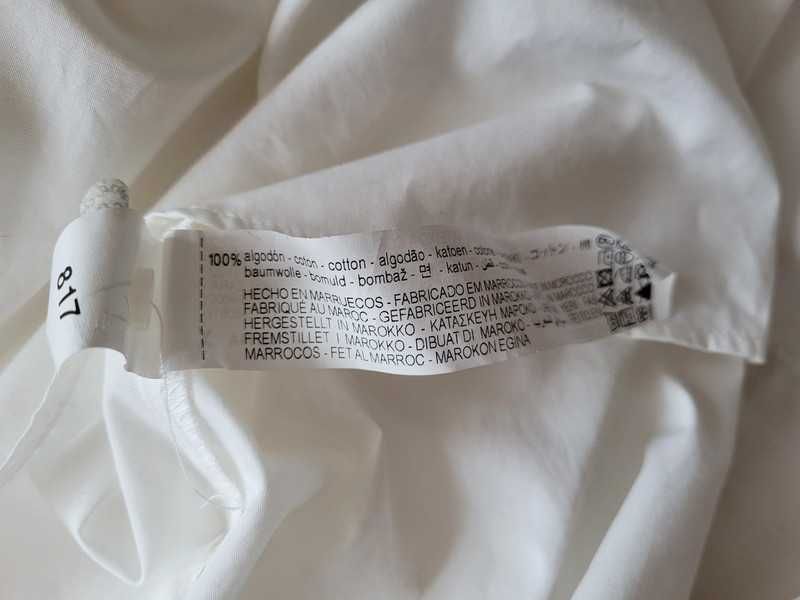 817
100% algodón - coton - cotton - algodão - katoen -
baumwolle - bomuld - bombaž - 면 - katun -
HECHO EN MARRUECOS - FABRICADO EM MARROCOS
FABRIQUÉ AU MAROC - GEFABRICEERD IN MAROKKO
HERGESTELLT IN MAROKKO -
FREMSTILLET I MAROKKO - DIBUAT DI MAROKO
MARROCOS - FET AL MARROC - MAROKON EGINA